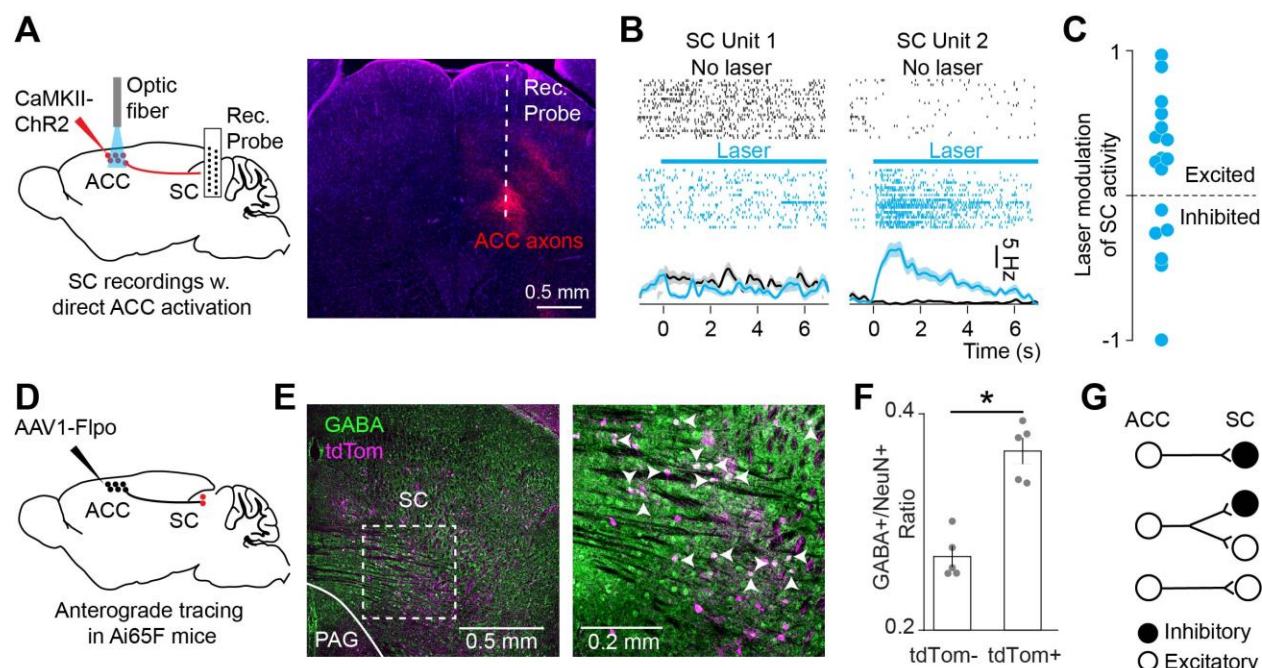 A
CaMKII-
ChR2
Optic
fiber
Rec.
Probe
ACC
SC
SC recordings w.
direct ACC activation
Rec.
Probe
ACC axons
0.5 mm
B
SC Unit 1
No laser
Laser
0 2 4 6
SC Unit 2
No laser
Laser
5 Hz
0 2 4 6
Time (s)
C
Laser modulation
of SC activity
1
Excited
Inhibited
-1
D
AAV1-Flpo
ACC
SC
Anterograde tracing
in Ai65F mice
E
GABA
tdTom
SC
PAG
0.5 mm
0.2 mm
F
GABA+/NeuN+
Ratio
0.4
0.2
*
tdTom- tdTom+
G
ACC SC
Inhibitory
Excitatory